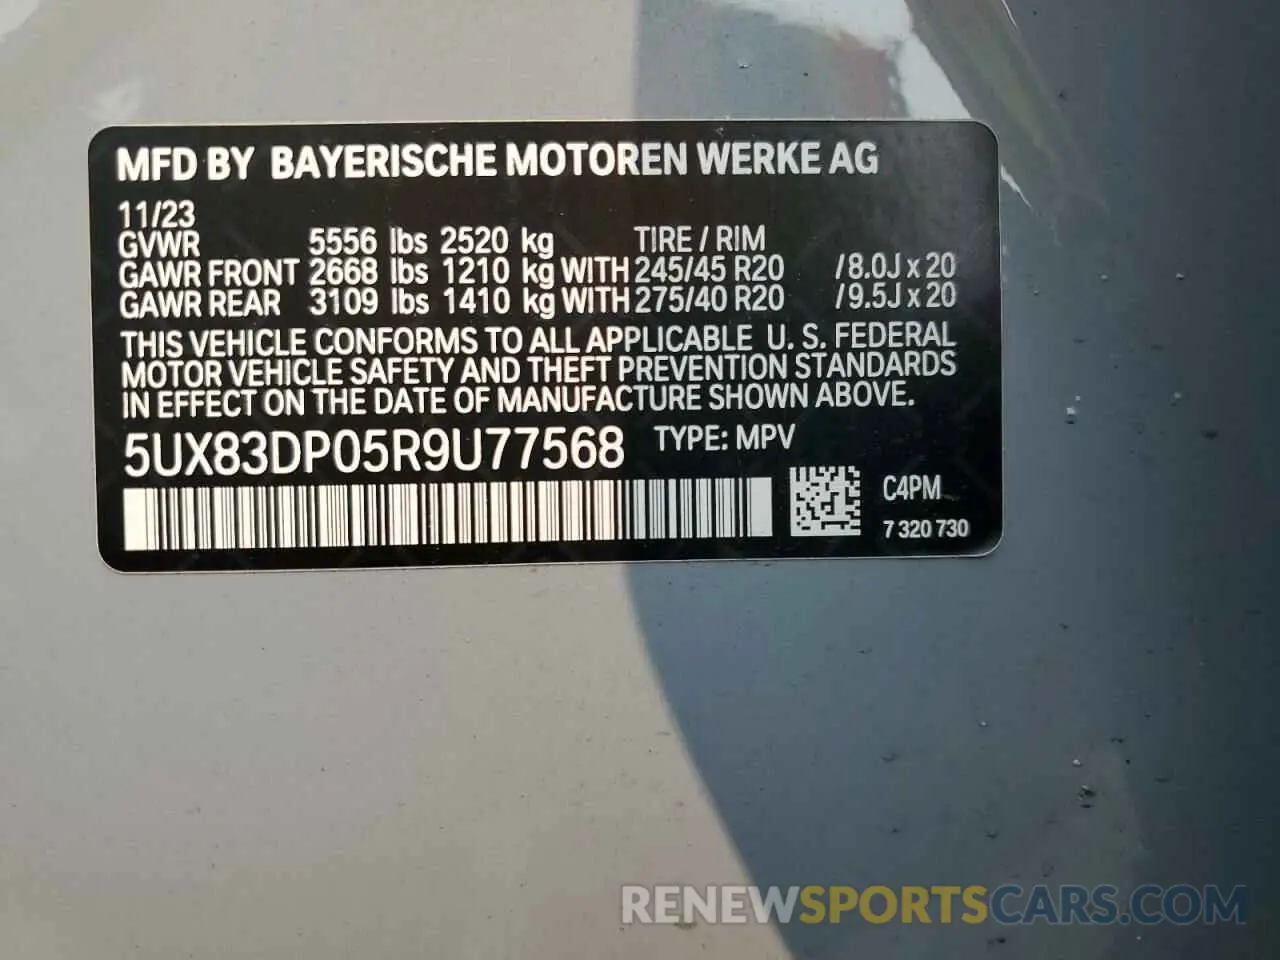 MFD BY BAYERISCHE MOTOREN WERKE AG
11/23
GVWR 5556 lbs 2520 kg TIRE / RIM
GAWR FRONT 2668 lbs 1210 kg WITH 245/45 R20 /8.0J x 20
GAWR REAR 3109 lbs 1410 kg WITH 275/40 R20 /9.5J x 20
THIS VEHICLE CONFORMS TO ALL APPLICABLE U. S. FEDERAL
MOTOR VEHICLE SAFETY AND THEFT PREVENTION STANDARDS
IN EFFECT ON THE DATE OF MANUFACTURE SHOWN ABOVE.
5UX83DP05R9U77568 TYPE: MPV
C4PM
7 320 730
RENEWSPORTSCARS.COM